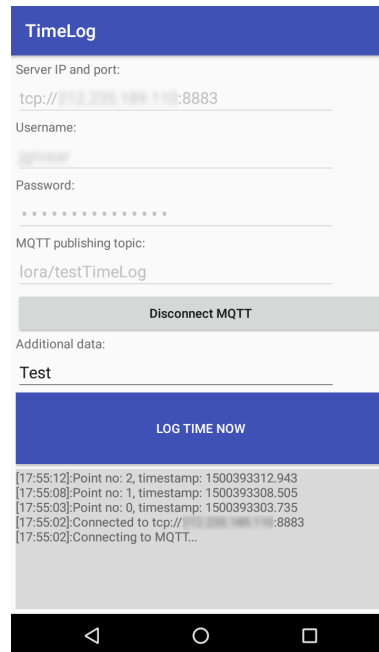 TimeLog
Server IP and port:
tcp:// :8883
Username:
Password:
• • • • • • • • • • • • • • •
MQTT publishing topic:
lora/testTimeLog
Disconnect MQTT
Additional data:
Test
LOG TIME NOW
[17:55:12]:Point no: 2, timestamp: 1500393312.943
[17:55:08]:Point no: 1, timestamp: 1500393308.505
[17:55:03]:Point no: 0, timestamp: 1500393303.735
[17:55:02]:Connected to tcp:// :8883
[17:55:02]:Connecting to MQTT...